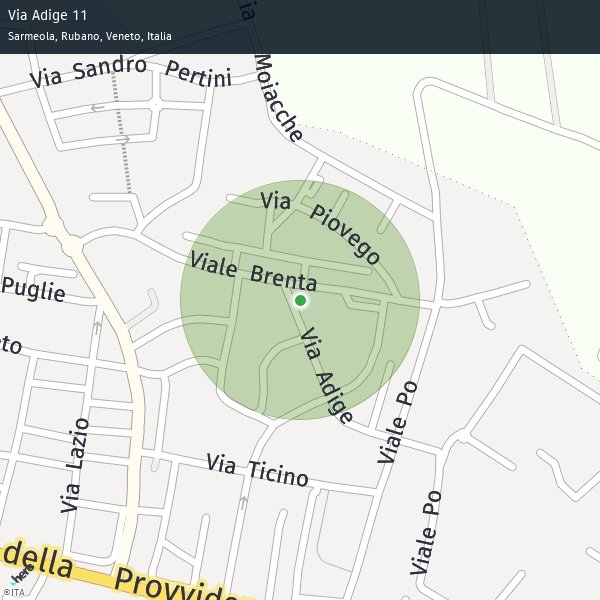 Via Adige 11
Sarmeola, Rubano, Veneto, Italia
Via Sandro Pertini
Moiacche
Via Piovego
Viale Brenta
Puglie
Via Adige
Viale Po
Via Lazio
Via Ticino
Viale Po
della Provvide
here
©ITA